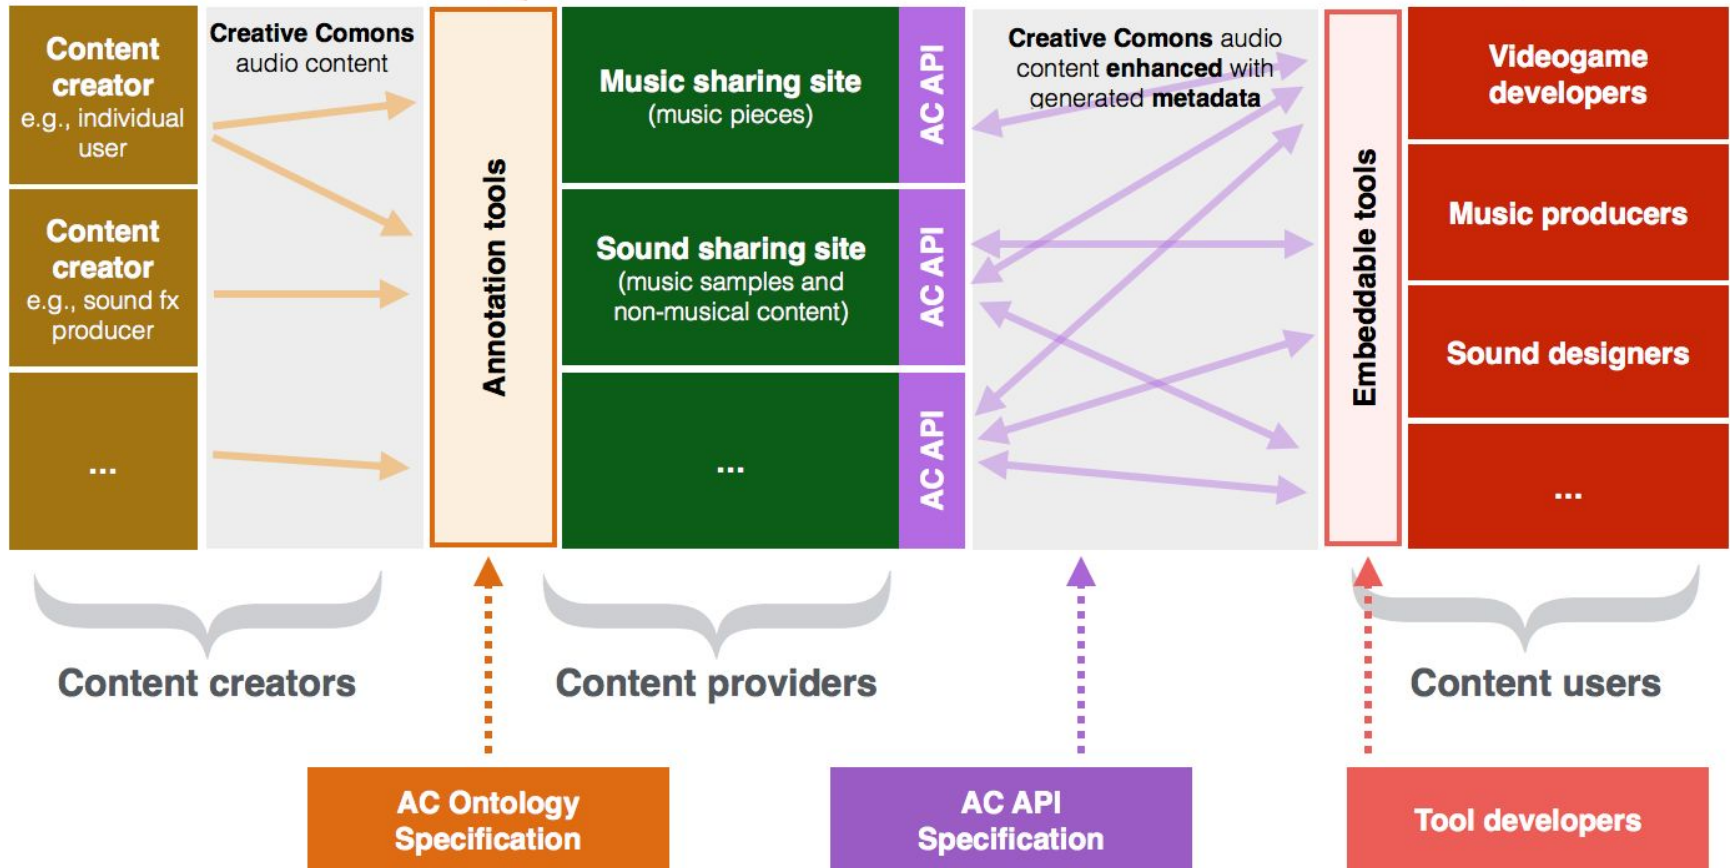 Content
creator
e.g., individual
user
Content
creator
e.g., sound fx
producer
...
Creative Comons
audio content
Annotation tools
Music sharing site
(music pieces)
Sound sharing site
(music samples and
non-musical content)
...
AC API
AC API
AC API
Creative Comons audio
content enhanced with
generated metadata
Embeddable tools
Videogame
developers
Music producers
Sound designers
...
Content creators
Content providers
Content users
AC Ontology
Specification
AC API
Specification
Tool developers